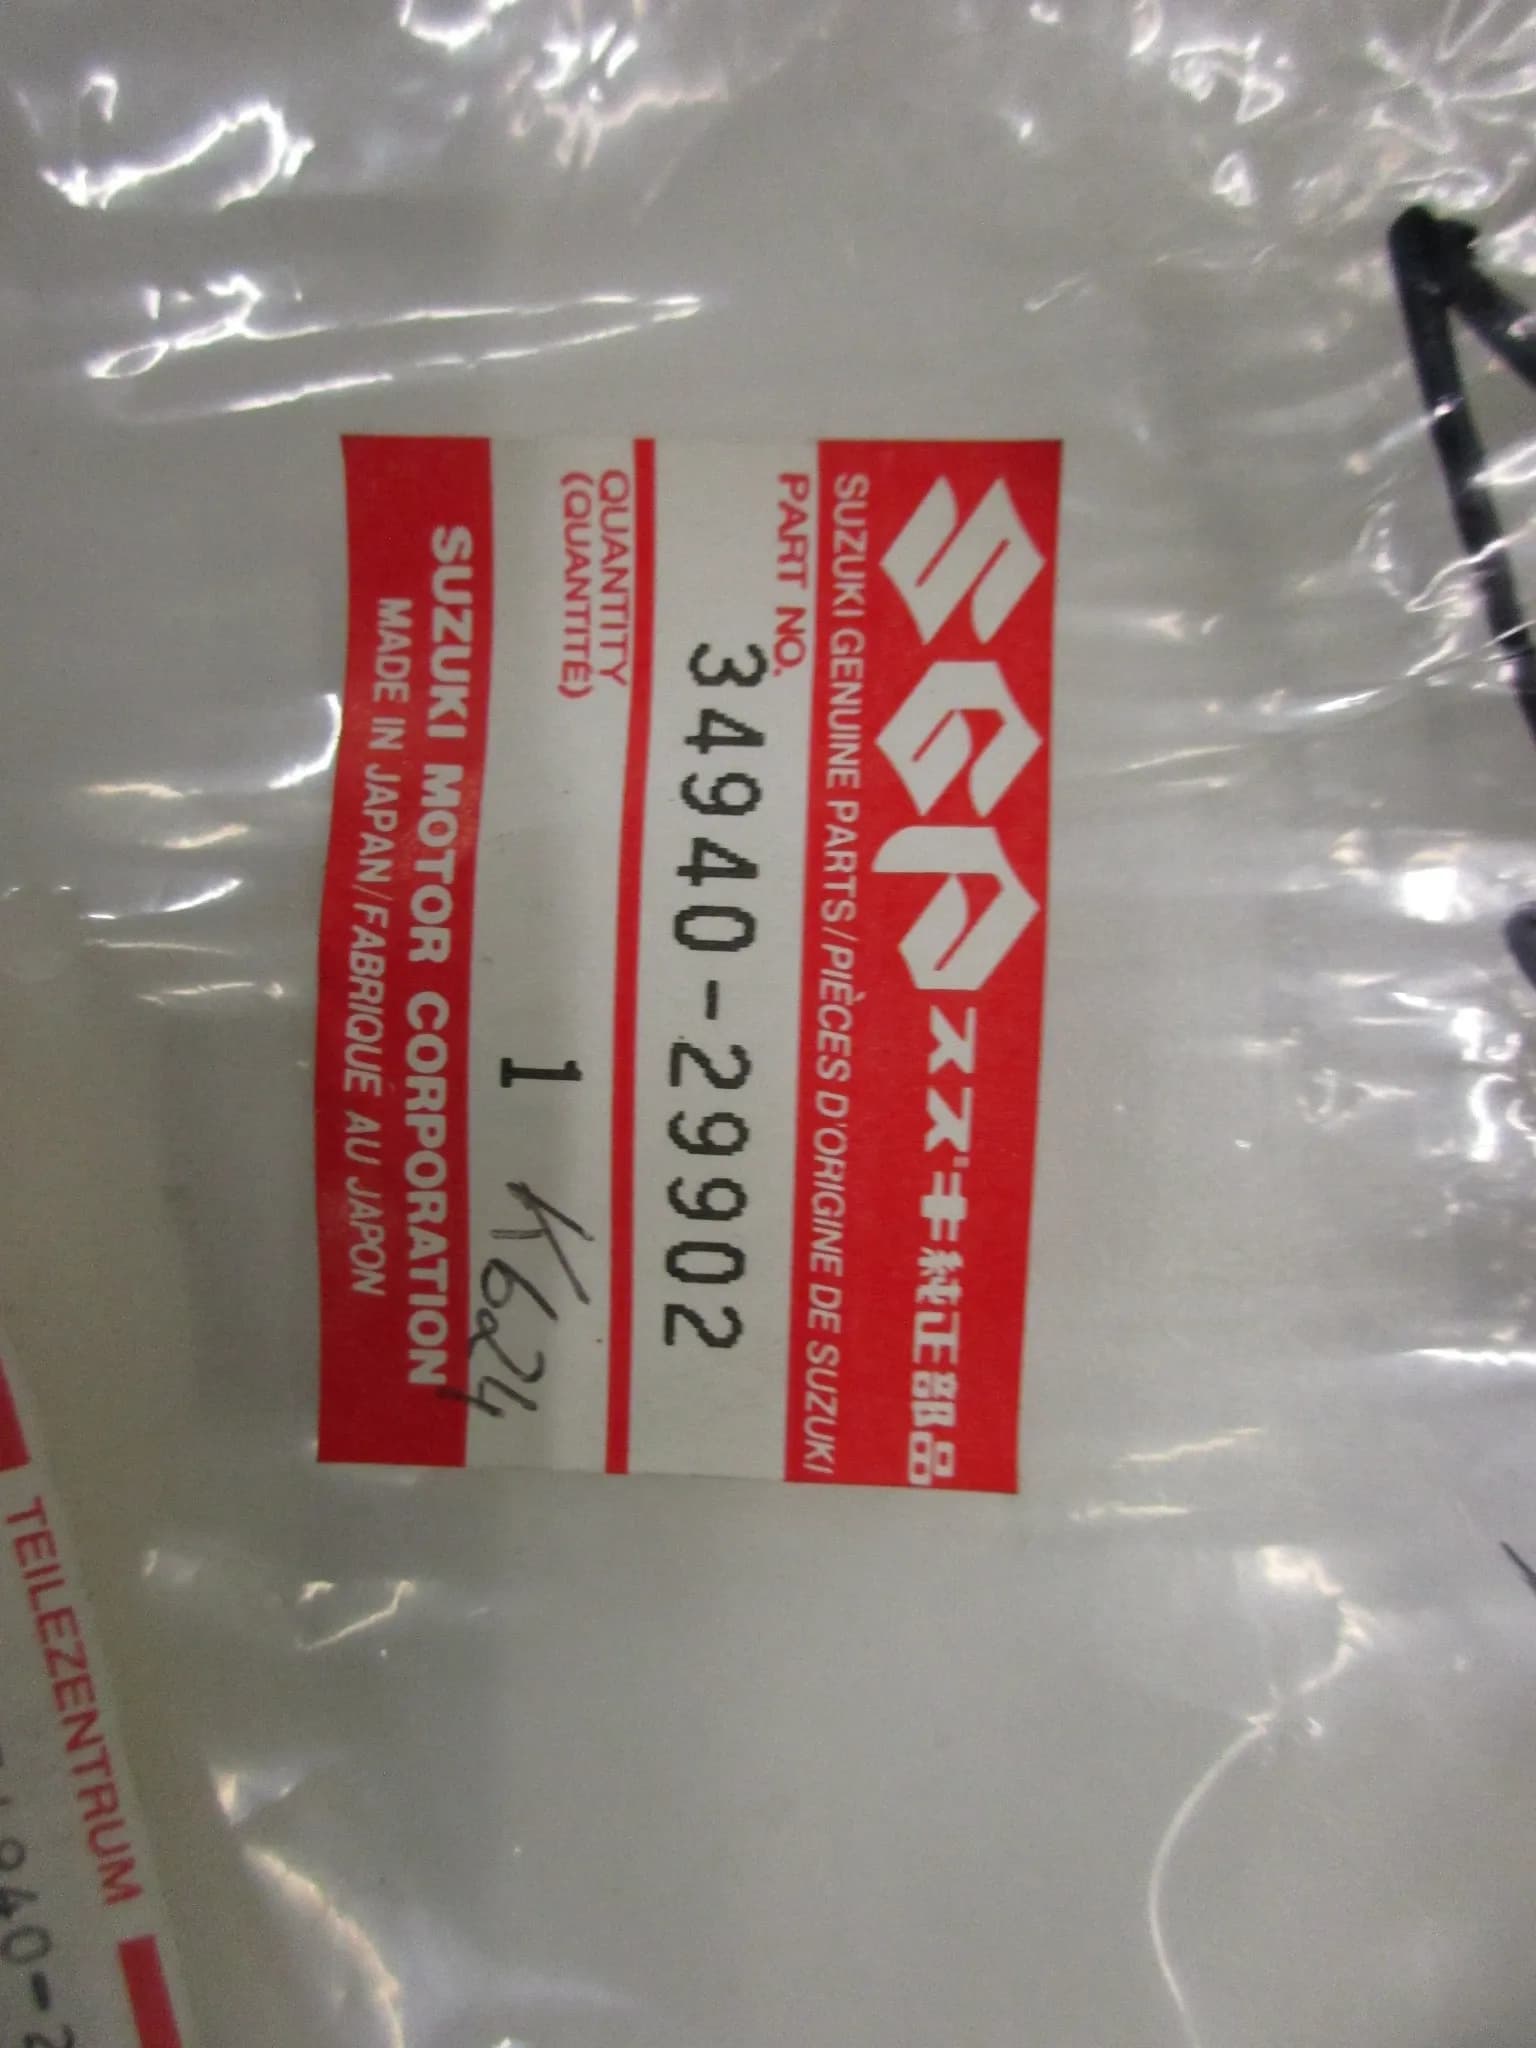 SGP スズキ純正部品
SUZUKI GENUINE PARTS/PIÈCES D'ORIGINE DE SUZUKI
PART NO.
34940-29902
QUANTITY
(QUANTITÉ)
1 K624
SUZUKI MOTOR CORPORATION
MADE IN JAPAN/FABRIQUÉ AU JAPON
TEILEZENTRUM